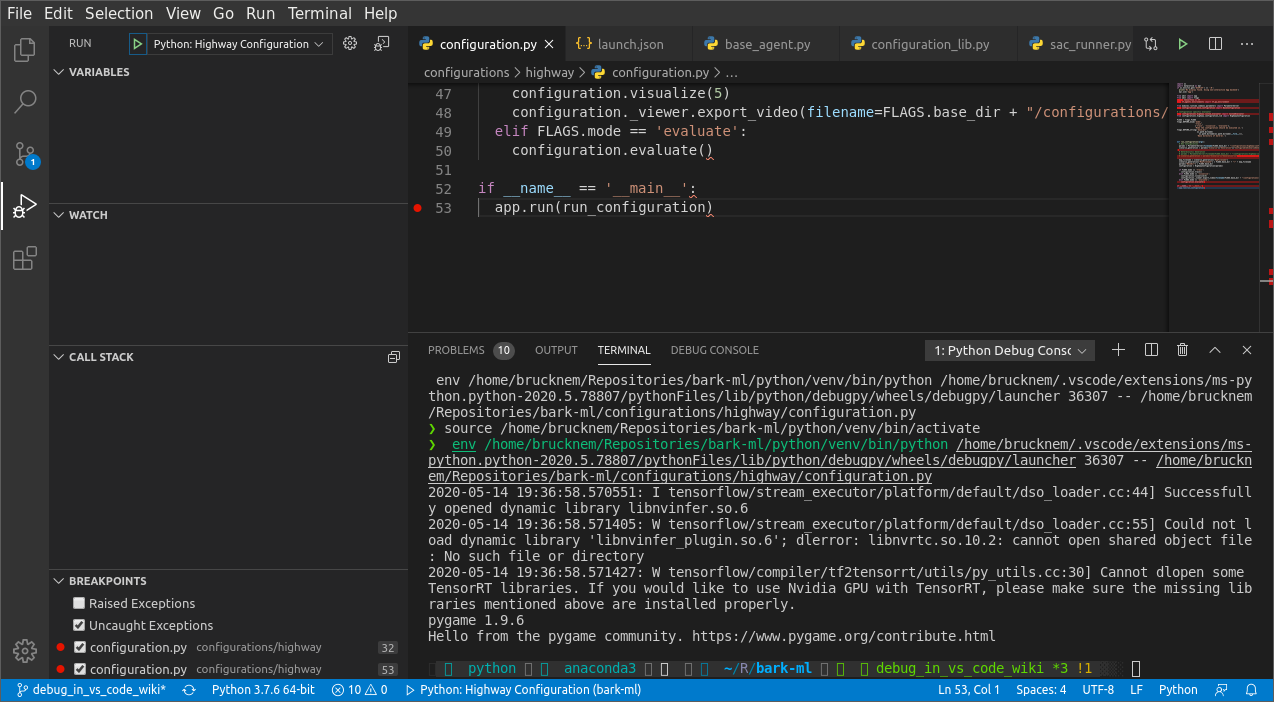 File Edit Selection View Go Run Terminal Help
RUN
Python: Highway Configuration
configuration.py
launch.json
base_agent.py
configuration_lib.py
sac_runner.py
configurations > highway > configuration.py > ...
VARIABLES
47 configuration.visualize(5)
48 configuration._viewer.export_video(filename=FLAGS.base_dir + "/configurations/
49 elif FLAGS.mode == 'evaluate':
50 configuration.evaluate()
51
52 if __name__ == '__main__':
53 app.run(run_configuration)
1
WATCH
CALL STACK
PROBLEMS 10 OUTPUT TERMINAL DEBUG CONSOLE
1: Python Debug Consc
env /home/brucknem/Repositories/bark-ml/python/venv/bin/python /home/brucknem/.vscode/extensions/ms-py
thon.python-2020.5.78807/pythonFiles/lib/python/debugpy/wheels/debugpy/launcher 36307 -- /home/brucknem
/Repositories/bark-ml/configurations/highway/configuration.py
❯ source /home/brucknem/Repositories/bark-ml/python/venv/bin/activate
❯ env /home/brucknem/Repositories/bark-ml/python/venv/bin/python /home/brucknem/.vscode/extensions/ms-
python.python-2020.5.78807/pythonFiles/lib/python/debugpy/wheels/debugpy/launcher 36307 -- /home/bruckn
em/Repositories/bark-ml/configurations/highway/configuration.py
2020-05-14 19:36:58.570551: I tensorflow/stream_executor/platform/default/dso_loader.cc:44] Successfull
y opened dynamic library libnvinfer.so.6
2020-05-14 19:36:58.571405: W tensorflow/stream_executor/platform/default/dso_loader.cc:55] Could not l
oad dynamic library 'libnvinfer_plugin.so.6'; dlerror: libnvrtc.so.10.2: cannot open shared object file
: No such file or directory
2020-05-14 19:36:58.571427: W tensorflow/compiler/tf2tensorrt/utils/py_utils.cc:30] Cannot dlopen some
TensorRT libraries. If you would like to use Nvidia GPU with TensorRT, please make sure the missing lib
raries mentioned above are installed properly.
pygame 1.9.6
Hello from the pygame community. https://www.pygame.org/contribute.html
python anaconda3 ~/R/bark-ml debug_in_vs_code_wiki *3 !1
BREAKPOINTS
Raised Exceptions
Uncaught Exceptions
configuration.py configurations/highway 32
configuration.py configurations/highway 53
debug_in_vs_code_wiki* Python 3.7.6 64-bit 10 0 Python: Highway Configuration (bark-ml) Ln 53, Col 1 Spaces: 4 UTF-8 LF Python